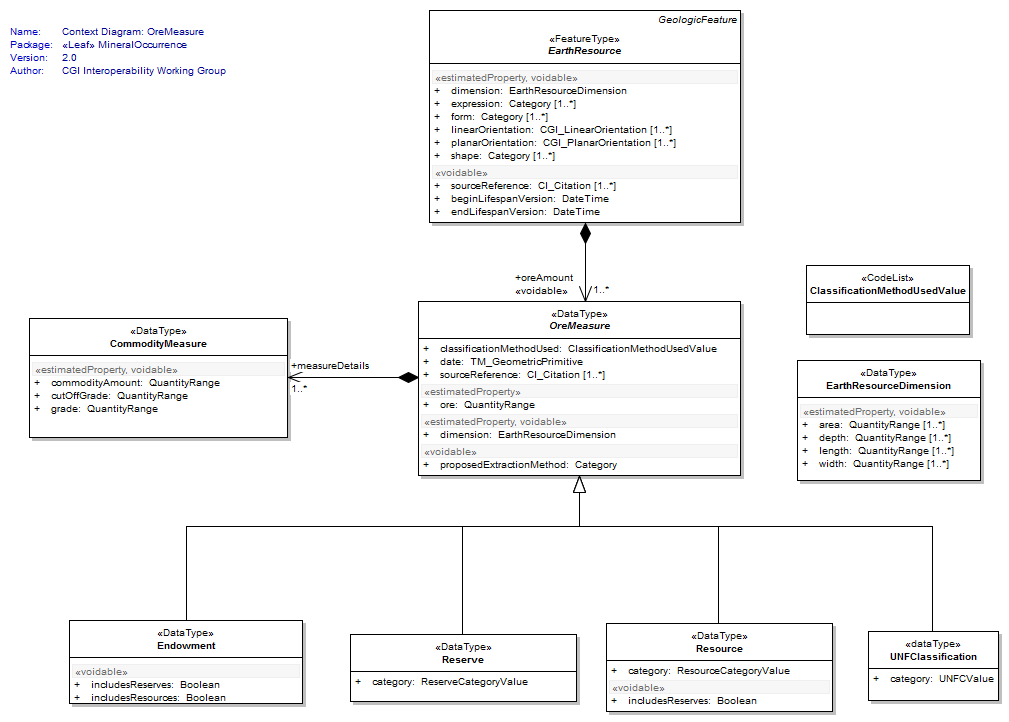 Name: Context Diagram: OreMeasure
Package: «Leaf» MineralOccurrence
Version: 2.0
Author: CGI Interoperability Working Group
GeologicFeature
«FeatureType»
EarthResource
«estimatedProperty, voidable»
+ dimension: EarthResourceDimension
+ expression: Category [1..*]
+ form: Category [1..*]
+ linearOrientation: CGI_LinearOrientation [1..*]
+ planarOrientation: CGI_PlanarOrientation [1..*]
+ shape: Category [1..*]
«voidable»
+ sourceReference: CI_Citation [1..*]
+ beginLifespanVersion: DateTime
+ endLifespanVersion: DateTime
+oreAmount
«voidable» 1..*
«CodeList»
ClassificationMethodUsedValue
«DataType»
CommodityMeasure
«estimatedProperty, voidable»
+ commodityAmount: QuantityRange
+ cutOffGrade: QuantityRange
+ grade: QuantityRange
+measureDetails
1..*
«DataType»
OreMeasure
+ classificationMethodUsed: ClassificationMethodUsedValue
+ date: TM_GeometricPrimitive
+ sourceReference: CI_Citation [1..*]
«estimatedProperty»
+ ore: QuantityRange
«estimatedProperty, voidable»
+ dimension: EarthResourceDimension
«voidable»
+ proposedExtractionMethod: Category
«DataType»
EarthResourceDimension
«estimatedProperty, voidable»
+ area: QuantityRange [1..*]
+ depth: QuantityRange [1..*]
+ length: QuantityRange [1..*]
+ width: QuantityRange [1..*]
«DataType»
Endowment
«voidable»
+ includesReserves: Boolean
+ includesResources: Boolean
«DataType»
Reserve
+ category: ReserveCategoryValue
«DataType»
Resource
+ category: ResourceCategoryValue
«voidable»
+ includesReserves: Boolean
«dataType»
UNFClassification
+ category: UNFCValue